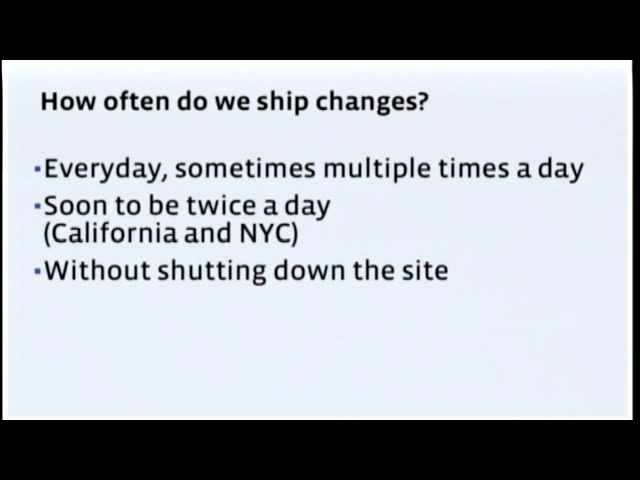 How often do we ship changes?
▪Everyday, sometimes multiple times a day
▪Soon to be twice a day
(California and NYC)
▪Without shutting down the site